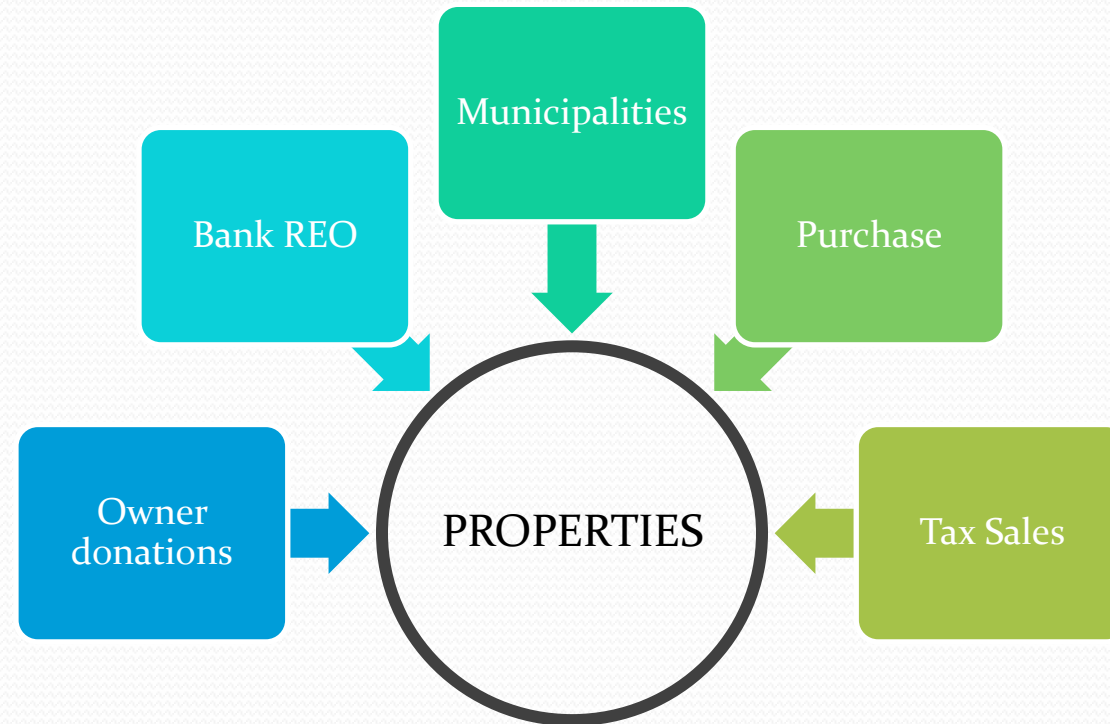 Municipalities
Bank REO
Purchase
Owner
donations
PROPERTIES
Tax Sales